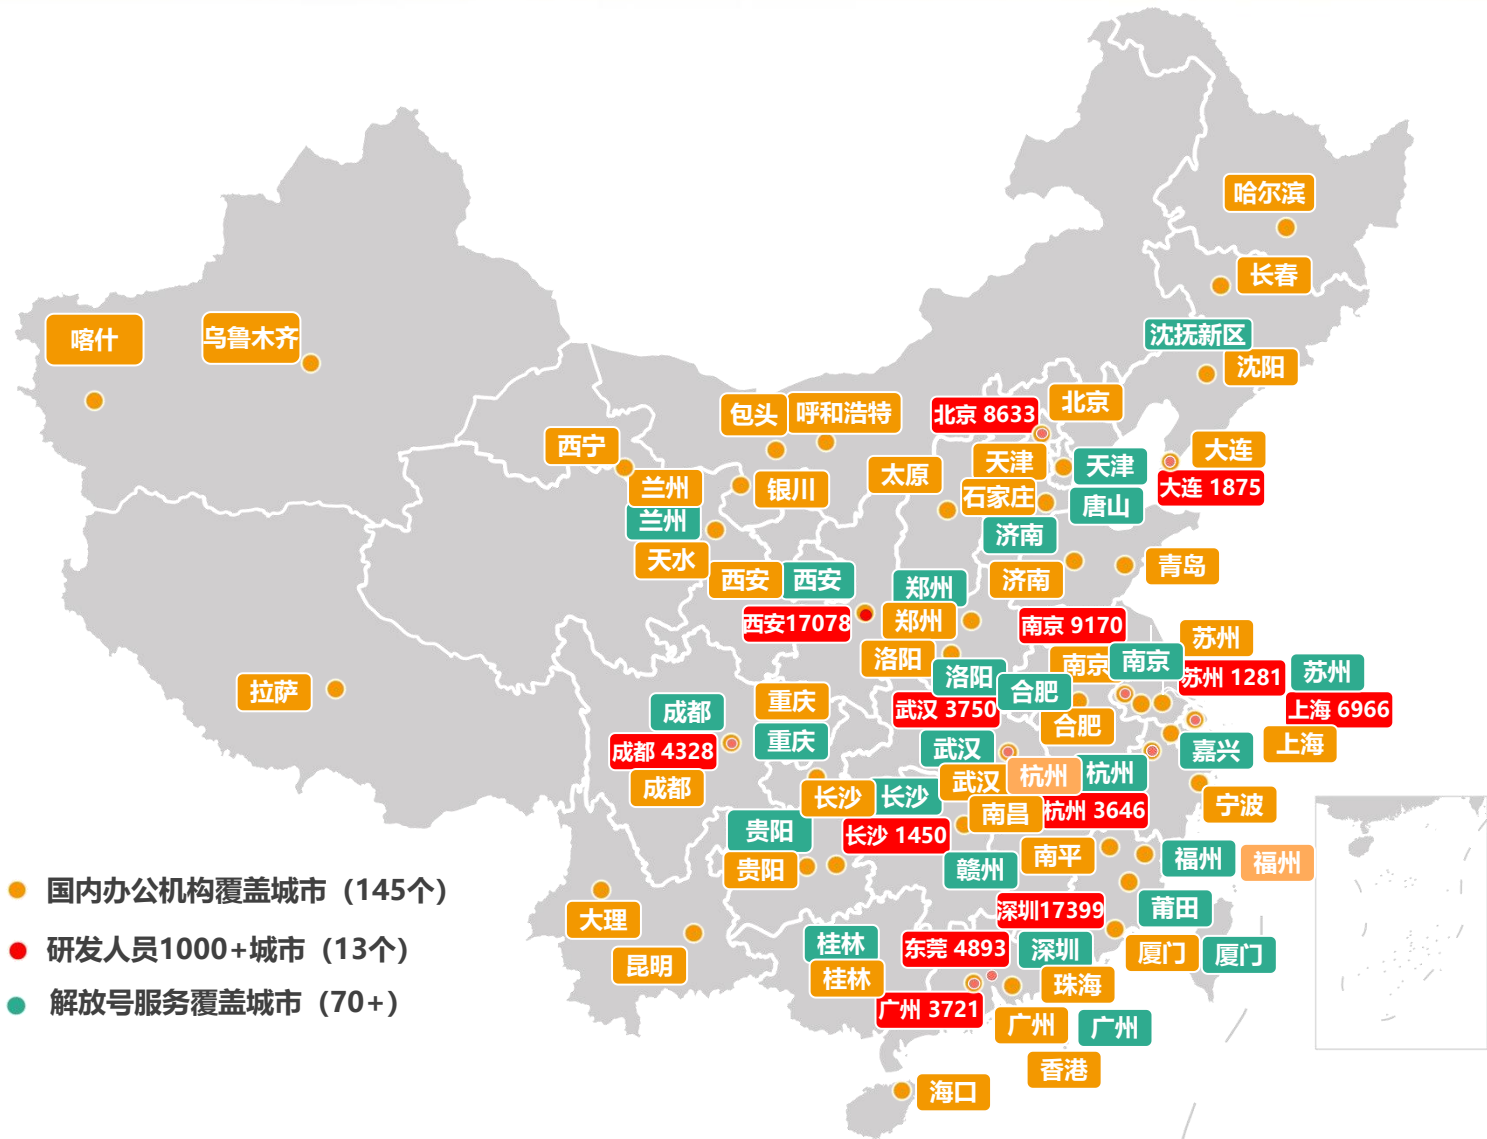 哈尔滨
长春
沈抚新区
沈阳
喀什
乌鲁木齐
包头
呼和浩特
北京 8633
北京
西宁
太原
天津
天津
大连
大连 1875
兰州
银川
石家庄
唐山
兰州
济南
天水
西安
西安
郑州
济南
青岛
西安17078
郑州
南京 9170
苏州
洛阳
南京
南京
拉萨
洛阳
合肥
苏州 1281
苏州
成都
重庆
武汉 3750
合肥
上海 6966
成都 4328
重庆
武汉
嘉兴
上海
成都
长沙
长沙
武汉
杭州
杭州
宁波
贵阳
长沙 1450
南昌
杭州 3646
贵阳
赣州
南平
福州
福州
国内办公机构覆盖城市（145个）
大理
深圳17399
莆田
研发人员1000+城市（13个）
昆明
桂林
东莞 4893
深圳
厦门
厦门
桂林
珠海
解放号服务覆盖城市（70+）
广州 3721
广州
广州
香港
海口